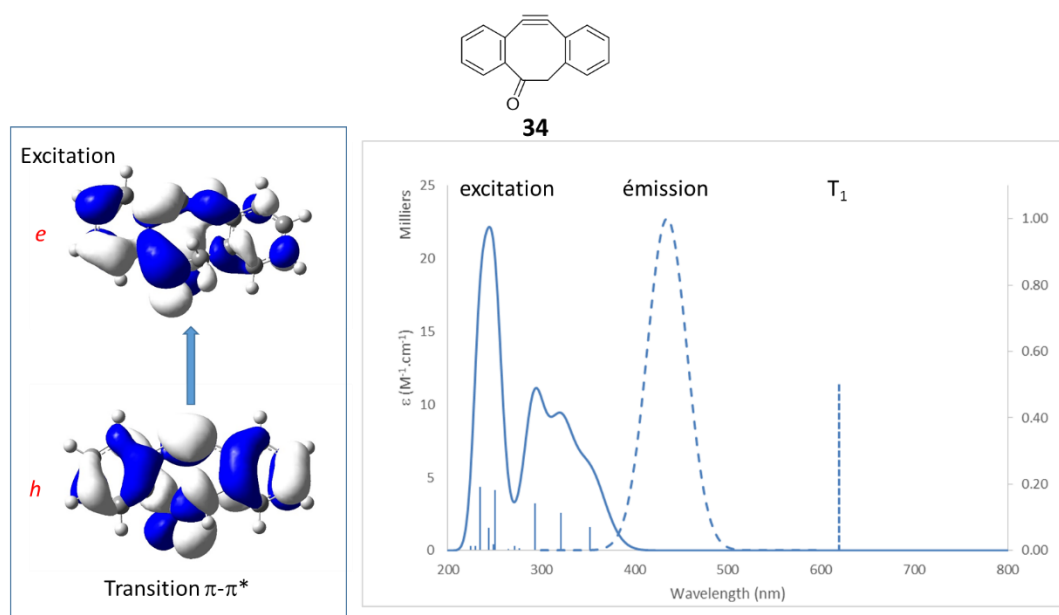 O
34
Excitation
e
h
Transition π-π*
excitation
émission
T₁
Milliers
ε (M⁻¹.cm⁻¹)
25
20
15
10
5
0
1.00
0.80
0.60
0.40
0.20
0.00
200
300
400
500
600
700
800
Wavelength (nm)